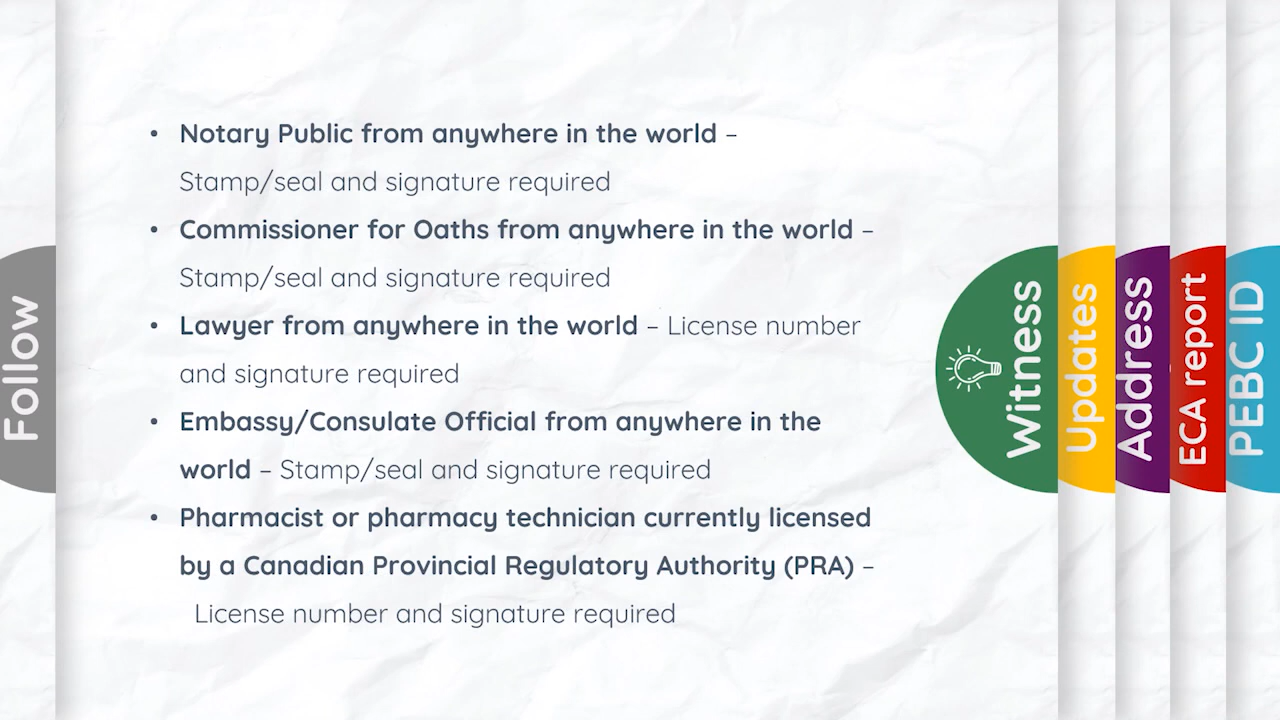 • Notary Public from anywhere in the world –
Stamp/seal and signature required
• Commissioner for Oaths from anywhere in the world –
Stamp/seal and signature required
• Lawyer from anywhere in the world – License number
and signature required
• Embassy/Consulate Official from anywhere in the
world – Stamp/seal and signature required
• Pharmacist or pharmacy technician currently licensed
by a Canadian Provincial Regulatory Authority (PRA) –
License number and signature required
Follow
Witness
Updates
Address
ECA report
PEBC ID